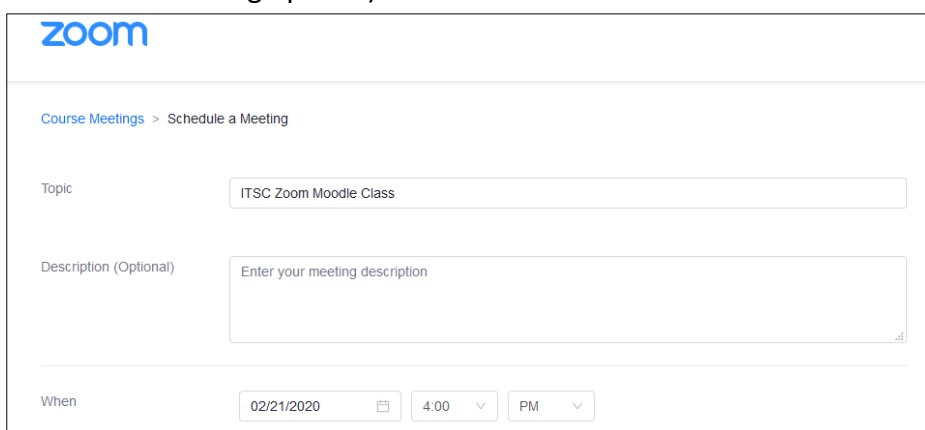 zoom
Course Meetings > Schedule a Meeting
Topic
ITSC Zoom Moodle Class
Description (Optional)
Enter your meeting description
When
02/21/2020 4:00 PM